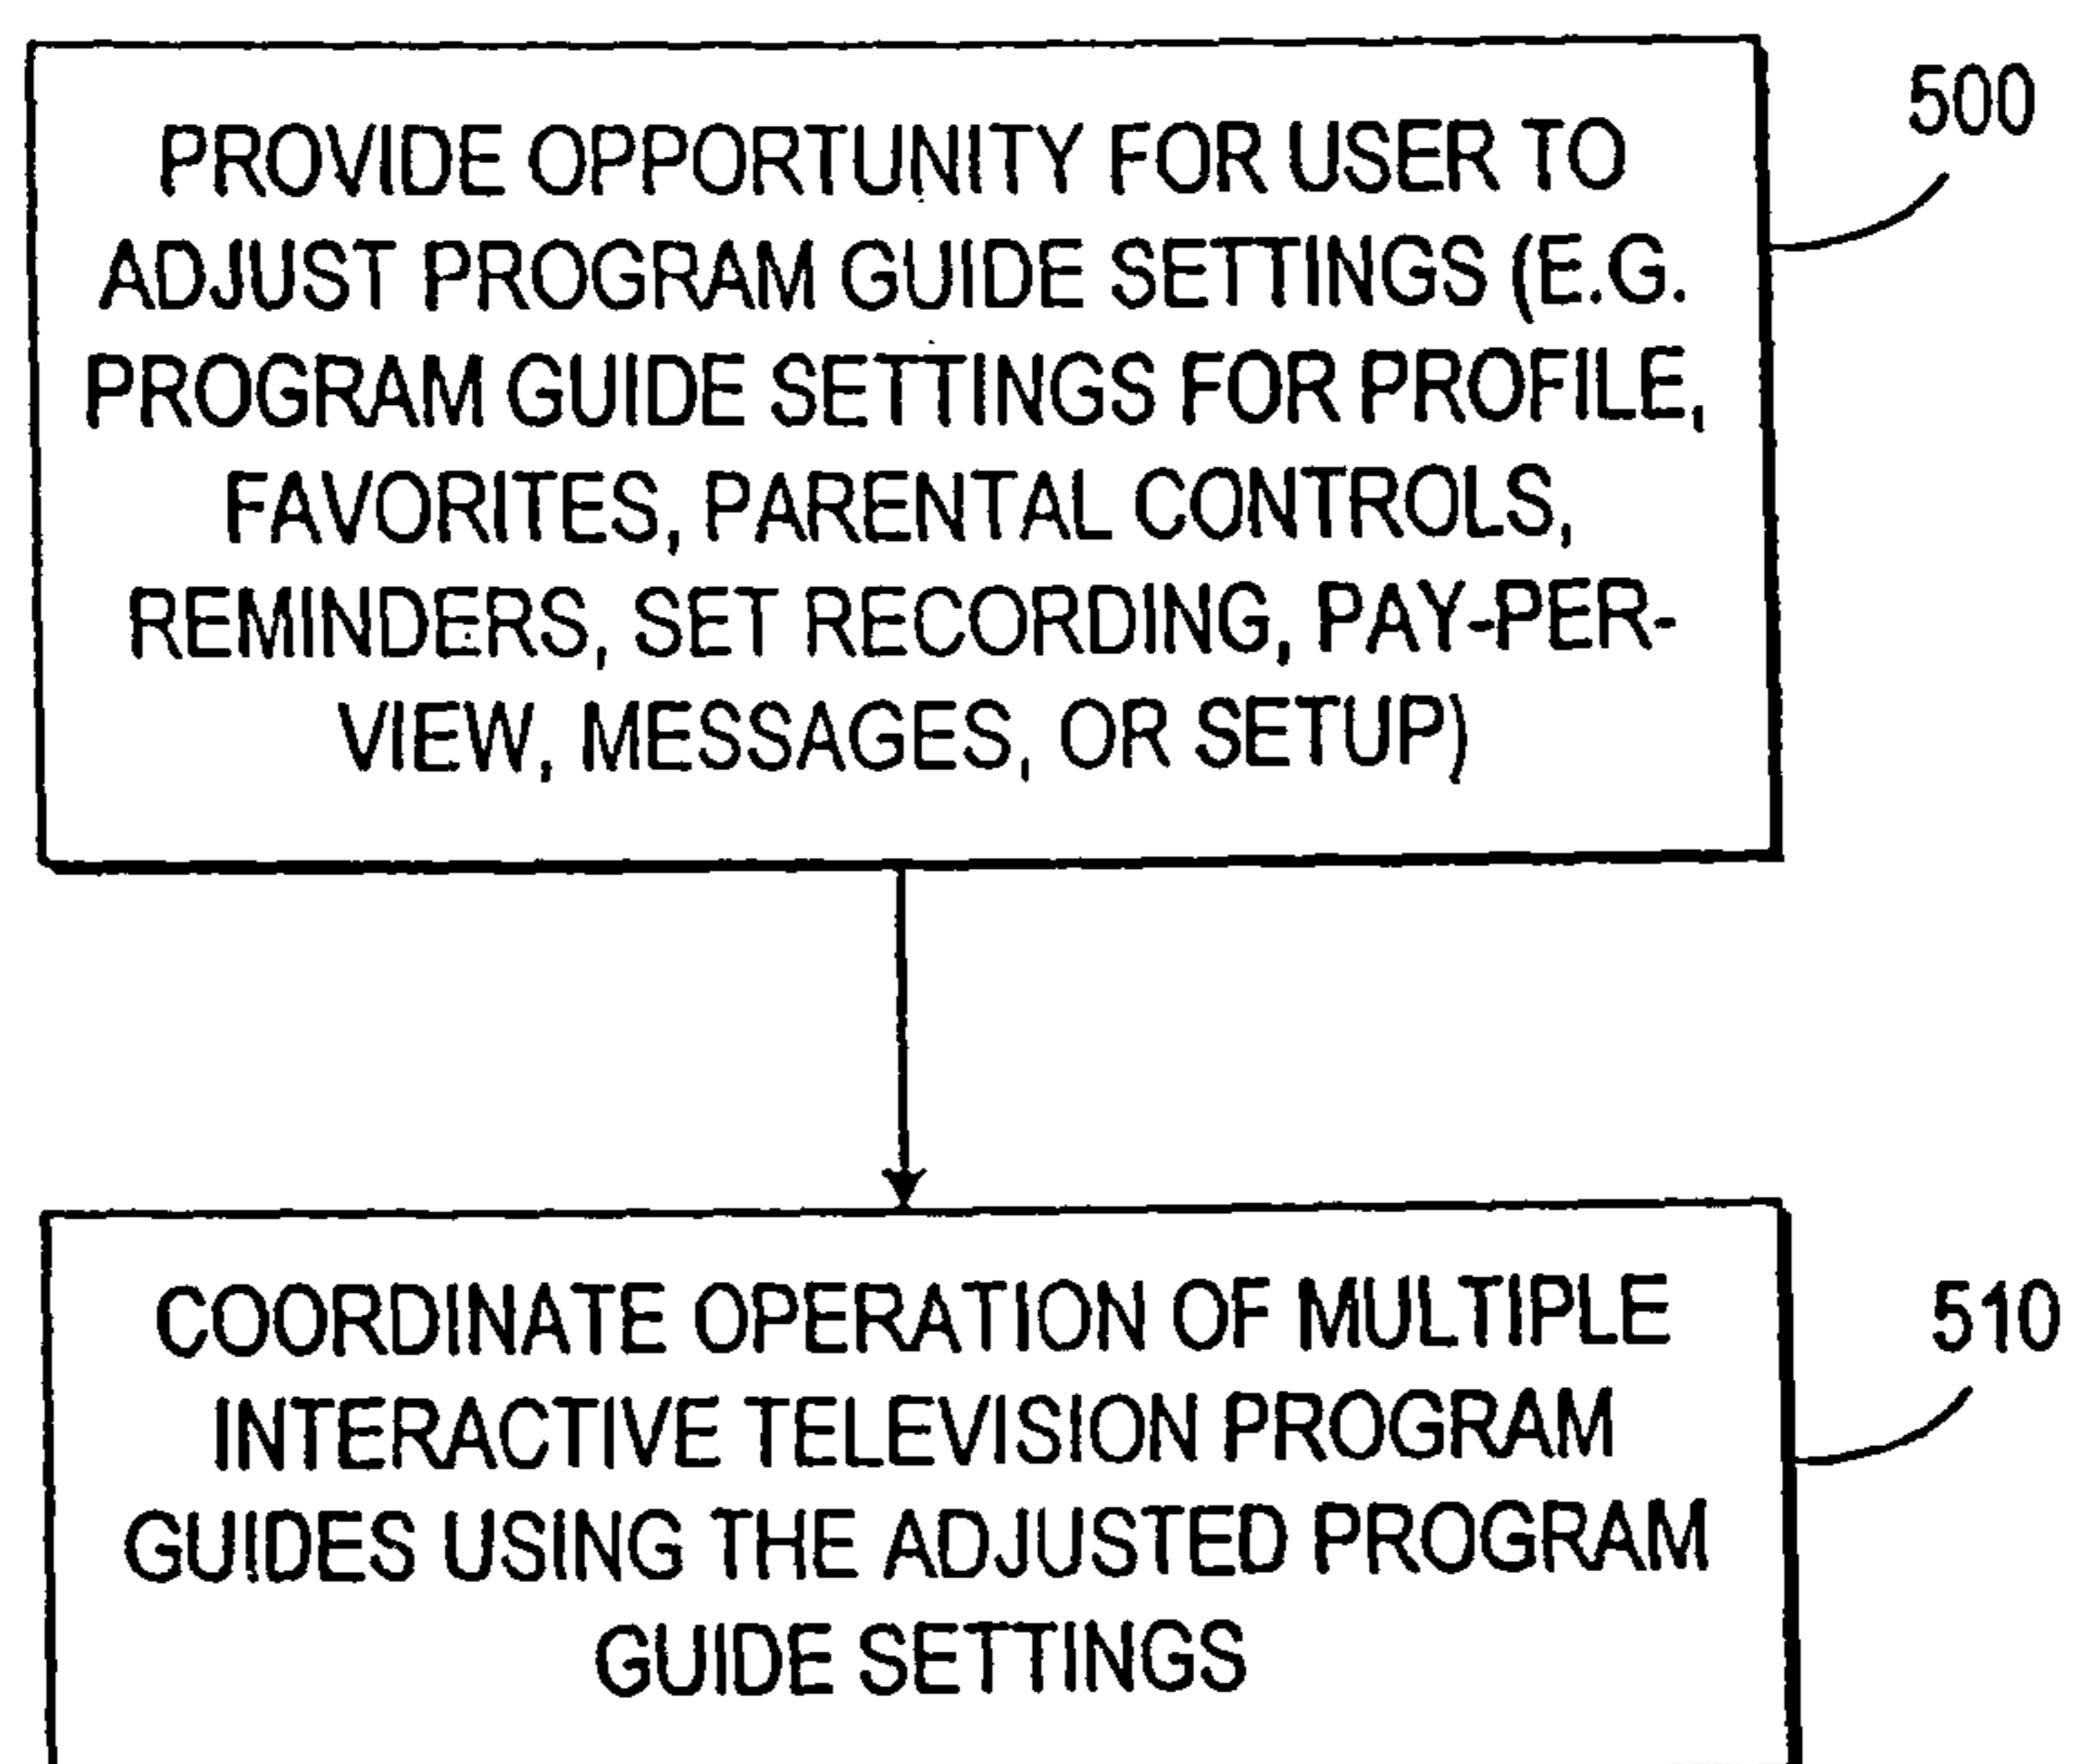 500
PROVIDE OPPORTUNITY FOR USER TO
ADJUST PROGRAM GUIDE SETTINGS (E.G.
PROGRAM GUIDE SETTINGS FOR PROFILE,
FAVORITES, PARENTAL CONTROLS,
REMINDERS, SET RECORDING, PAY-PER-
VIEW, MESSAGES, OR SETUP)
510
COORDINATE OPERATION OF MULTIPLE
INTERACTIVE TELEVISION PROGRAM
GUIDES USING THE ADJUSTED PROGRAM
GUIDE SETTINGS